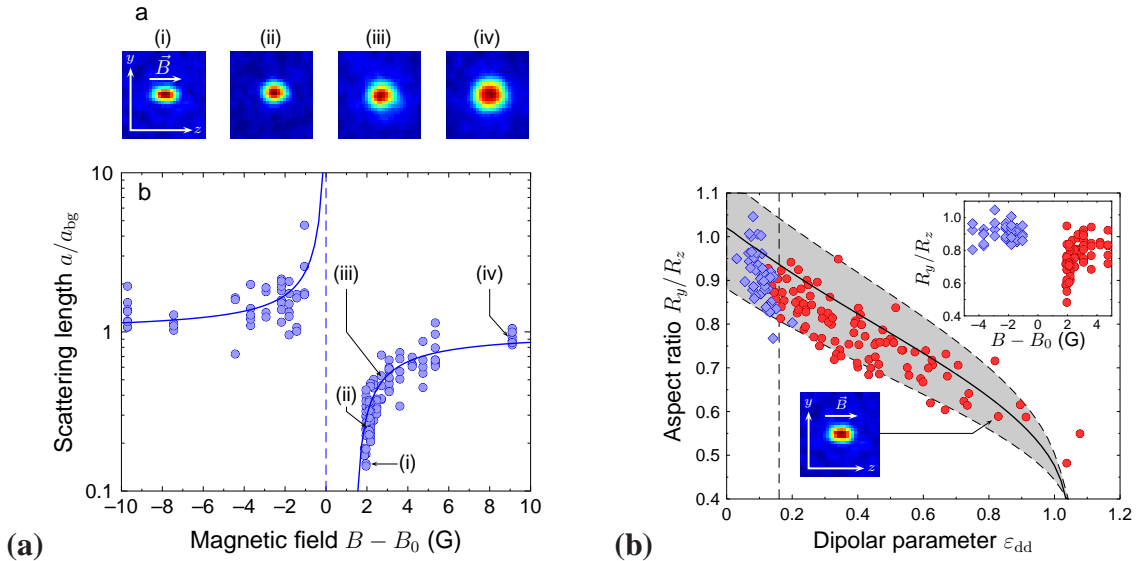 a
(i) (ii) (iii) (iv)
y B⃗ z
b
10
1
0.1
Scattering length a/a_bg
(iii)
(iv)
(ii)
(i)
−10 −8 −6 −4 −2 0 2 4 6 8 10
Magnetic field B − B₀ (G)
(a)
1.1
1.0
0.9
0.8
0.7
0.6
0.5
0.4
Aspect ratio R_y/R_z
1.0
0.8
0.6
0.4
R_y/R_z
-4 -2 0 2 4
B − B₀ (G)
y B⃗ z
0 0.2 0.4 0.6 0.8 1.0 1.2
Dipolar parameter ε_dd
(b)